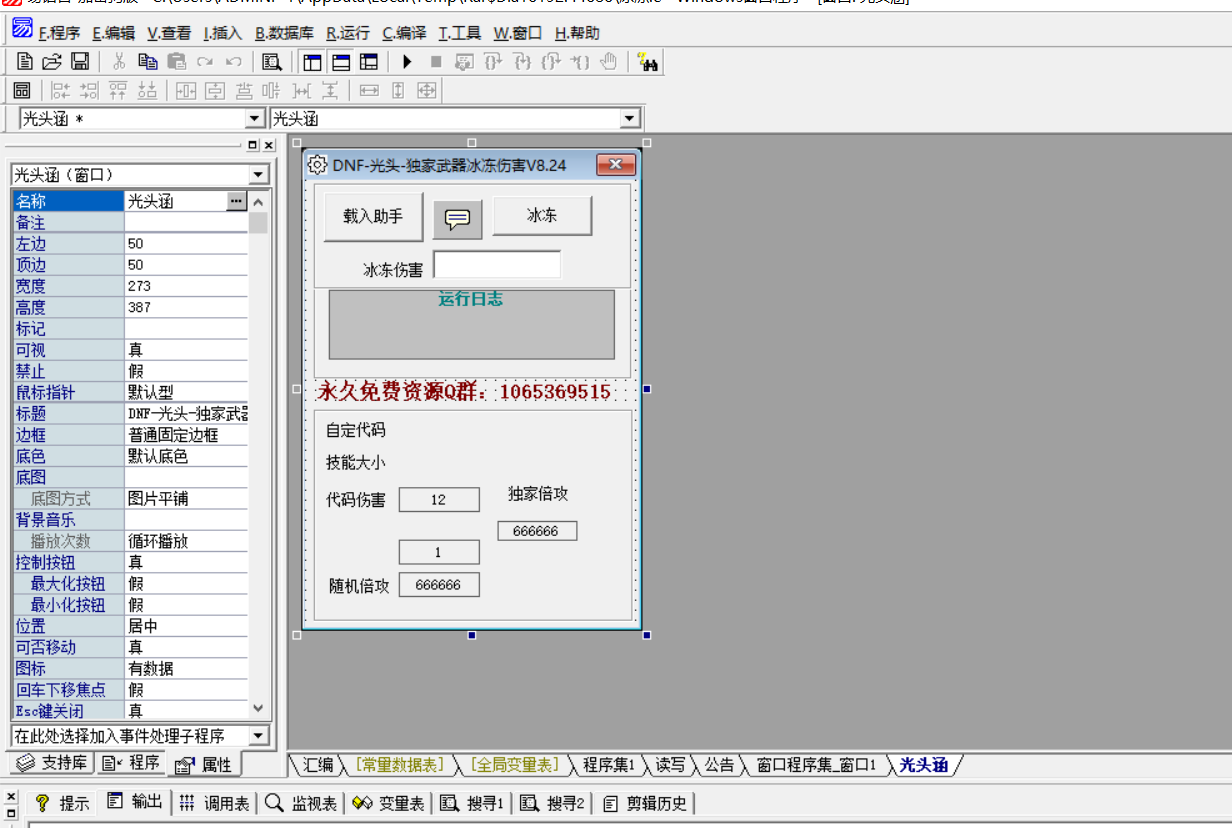 F.程序 E.编辑 V.查看 I.插入 B.数据库 R.运行 C.编译 T.工具 W.窗口 H.帮助
光头涵 * 光头涵
光头涵（窗口）
名称 光头涵
备注
左边 50
顶边 50
宽度 273
高度 387
标记
可视 真
禁止 假
鼠标指针 默认型
标题 DNF-光头-独家武器
边框 普通固定边框
底色 默认底色
底图
底图方式 图片平铺
背景音乐
播放次数 循环播放
控制按钮 真
最大化按钮 假
最小化按钮 假
位置 居中
可否移动 真
图标 有数据
回车下移焦点 假
Esc键关闭 真
在此处选择加入事件处理子程序
支持库 程序 属性
DNF-光头-独家武器冰冻伤害V8.24
载入助手 冰冻
冰冻伤害
运行日志
永久免费资源Q群：1065369515
自定代码
技能大小
代码伤害 12 独家倍攻
666666
1
随机倍攻 666666
汇编 [常量数据表] [全局变量表] 程序集1 读写 公告 窗口程序集_窗口1 光头涵
提示 输出 调用表 监视表 变量表 搜寻1 搜寻2 剪辑历史